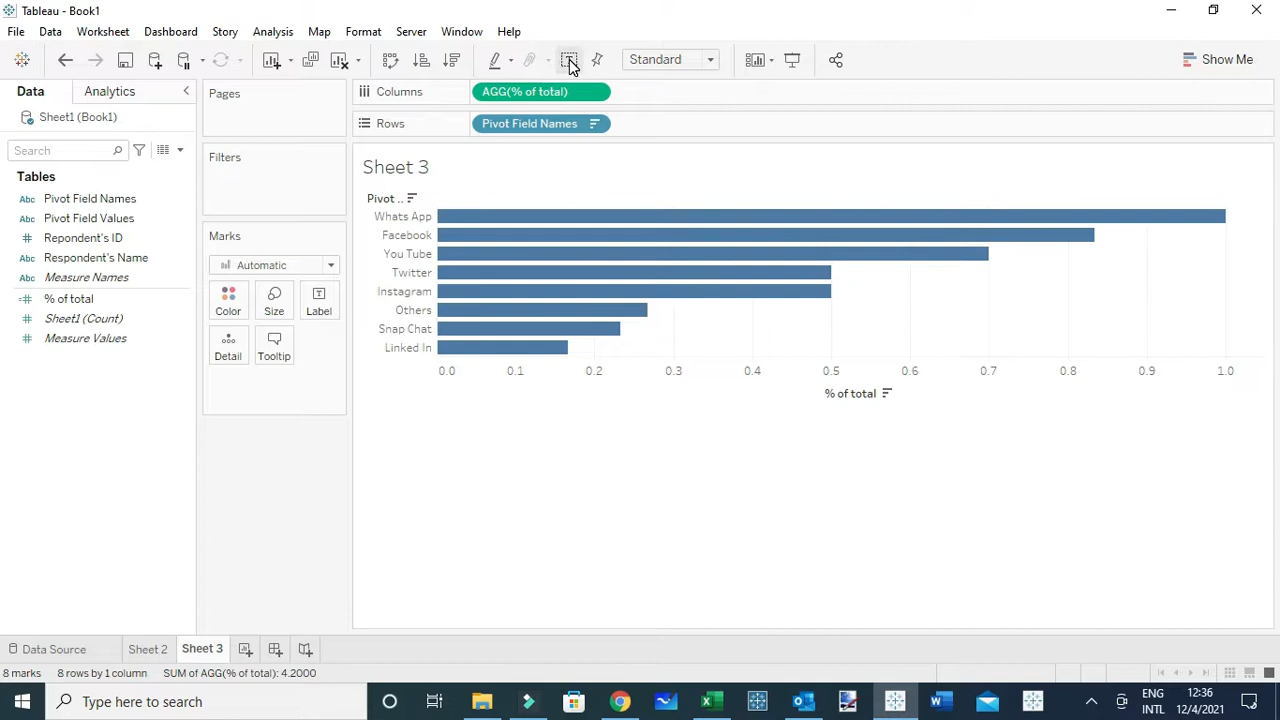 Tableau - Book1
File Data Worksheet Dashboard Story Analysis Map Format Server Window Help
Standard
Show Me
Data Analytics
Pages
Columns AGG(% of total)
Rows Pivot Field Names
Sheet1 (Book1)
Search
Filters
Tables
Pivot Field Names
Pivot Field Values
Repondent's ID
Respondent's Name
Measure Names
% of total
Sheet1 (Count)
Measure Values
Abc
Abc
Abc
Abc
Marks
Automatic
Color Size Label
Detail Tooltip
Sheet 3
Pivot ..
Whats App
Facebook
You Tube
Twitter
Instagram
Others
Snap Chat
Linked In
0.0 0.1 0.2 0.3 0.4 0.5 0.6 0.7 0.8 0.9 1.0
% of total
Data Source Sheet 2 Sheet 3
8 marks 8 rows by 1 column SUM of AGG(% of total): 4.2000
Type here to search
ENG
INTL
12:36
12/4/2021